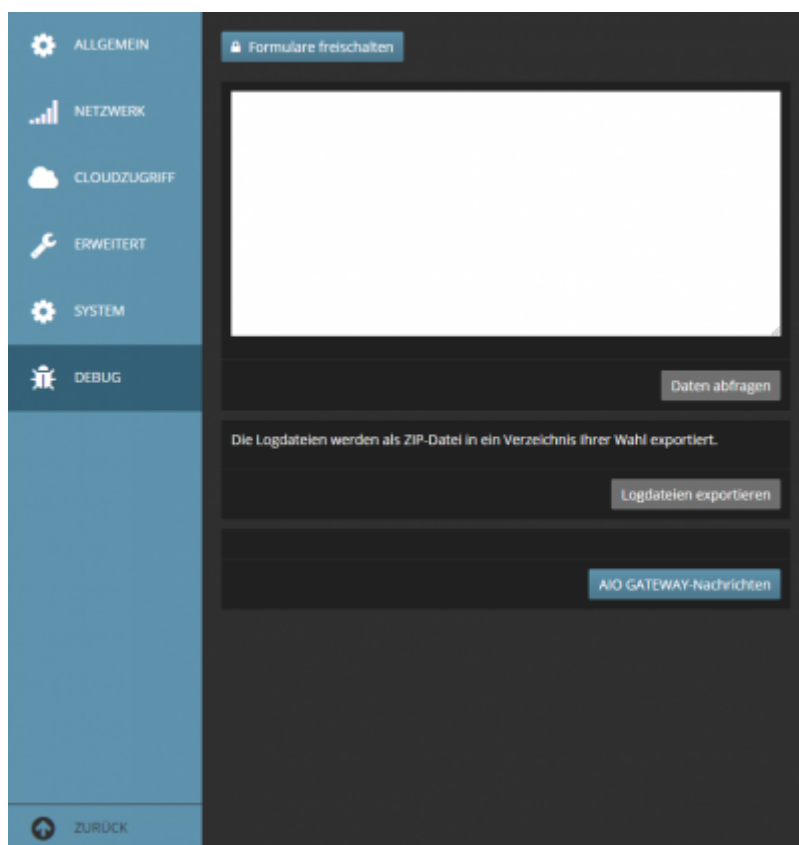 ALLGEMEIN
NETZWERK
CLOUDZUGRIFF
ERWEITERT
SYSTEM
DEBUG
ZURÜCK
Formulare freischalten
Daten abfragen
Die Logdateien werden als ZIP-Datei in ein Verzeichnis Ihrer Wahl exportiert.
Logdateien exportieren
AIO GATEWAY-Nachrichten